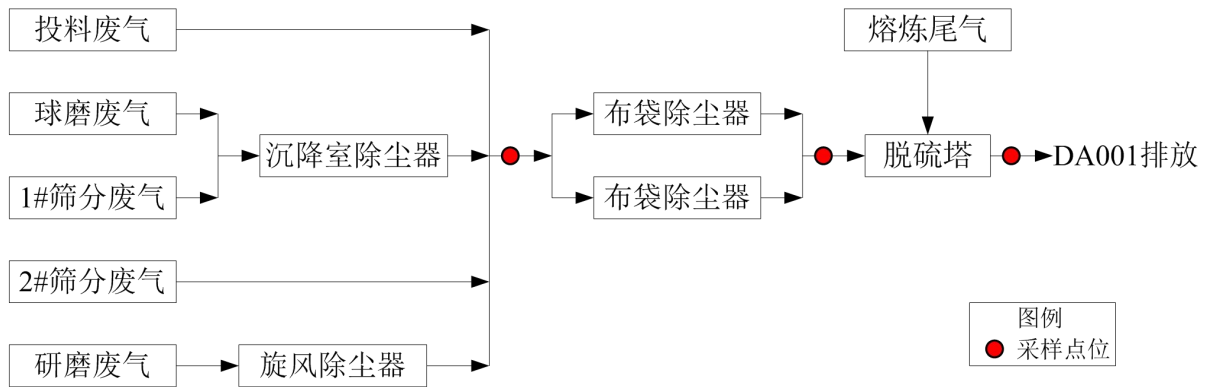 投料废气
熔炼尾气
球磨废气
布袋除尘器
沉降室除尘器
脱硫塔
DA001排放
1#筛分废气
布袋除尘器
2#筛分废气
图例
采样点位
研磨废气
旋风除尘器